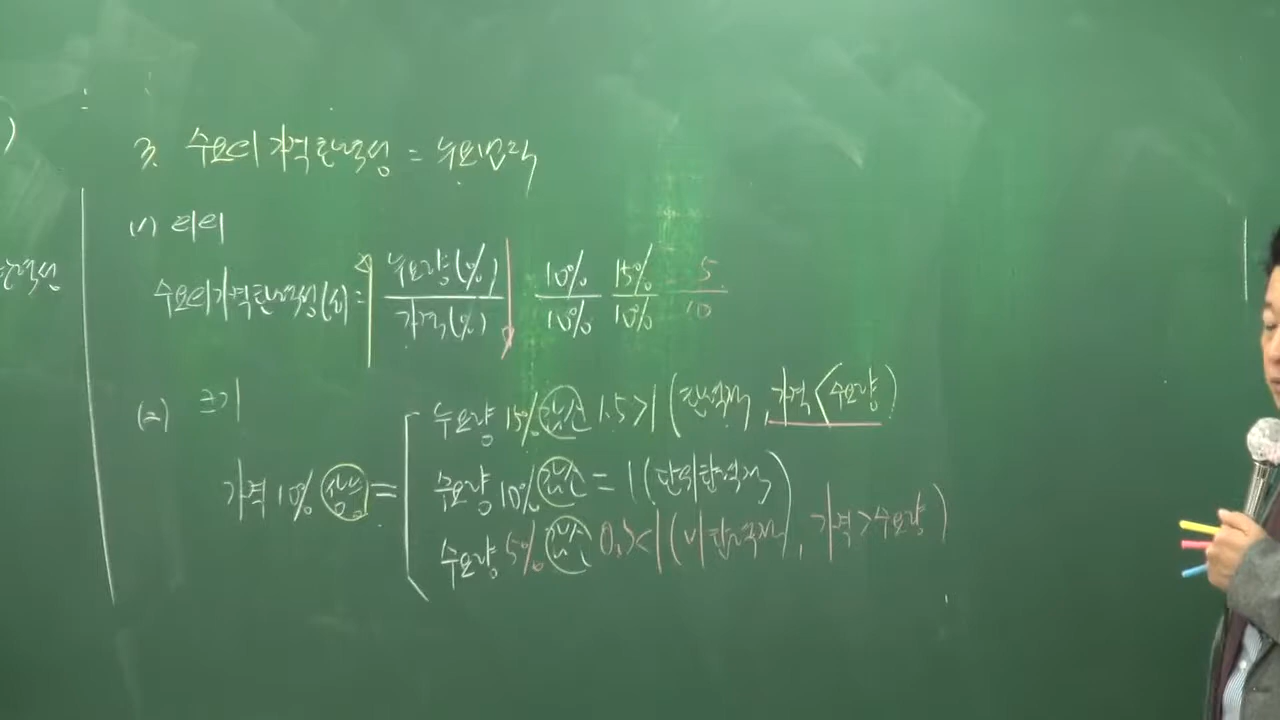 3. 수요의 가격탄력성 = 수요법칙
(1) 의의
탄력성
수요의 가격탄력성(ε) = | 수요량(%) / 가격(%) | 10%/10% 15%/10% 5/10
(2) 크기
수요량 15% 감소 1.5>1 (탄력적, 가격<수요량)
가격 10% 상승 = 수요량 10% 감소 = 1 (단위탄력적)
수요량 5% 감소 0.5<1 (비탄력적, 가격>수요량)